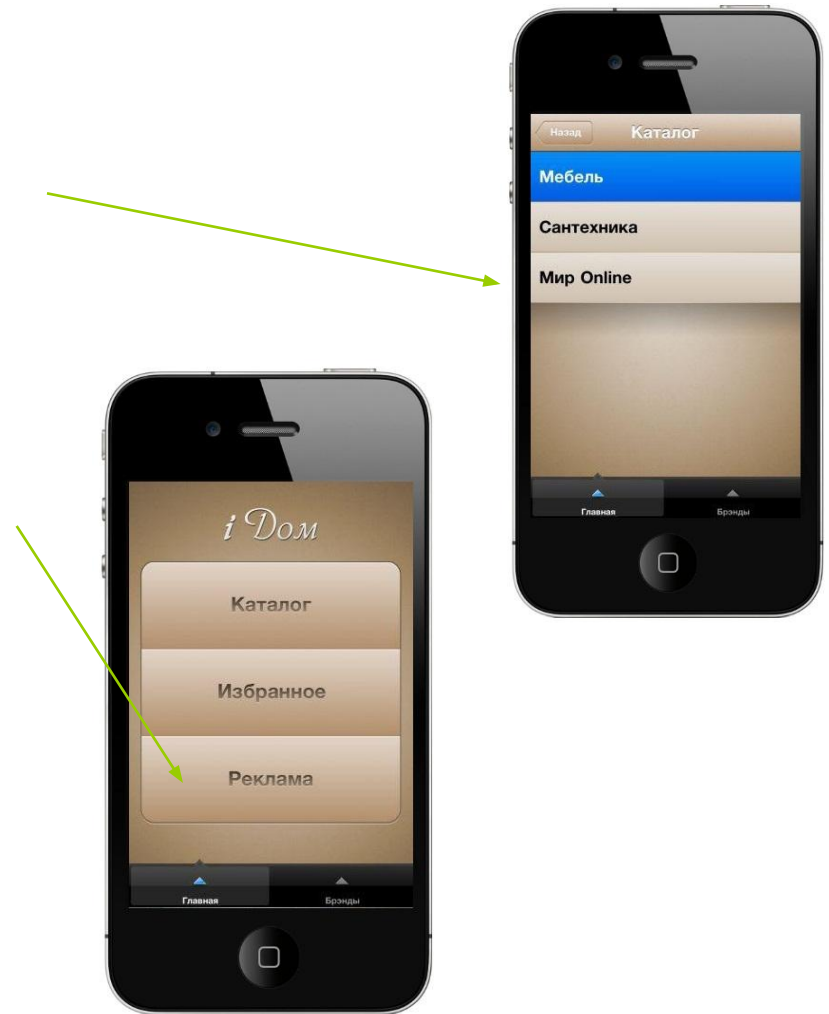 Назад
Каталог
Мебель
Сантехника
Мир Online
Главная
Брэнды
i Дом
Каталог
Избранное
Реклама
Главная
Брэнды